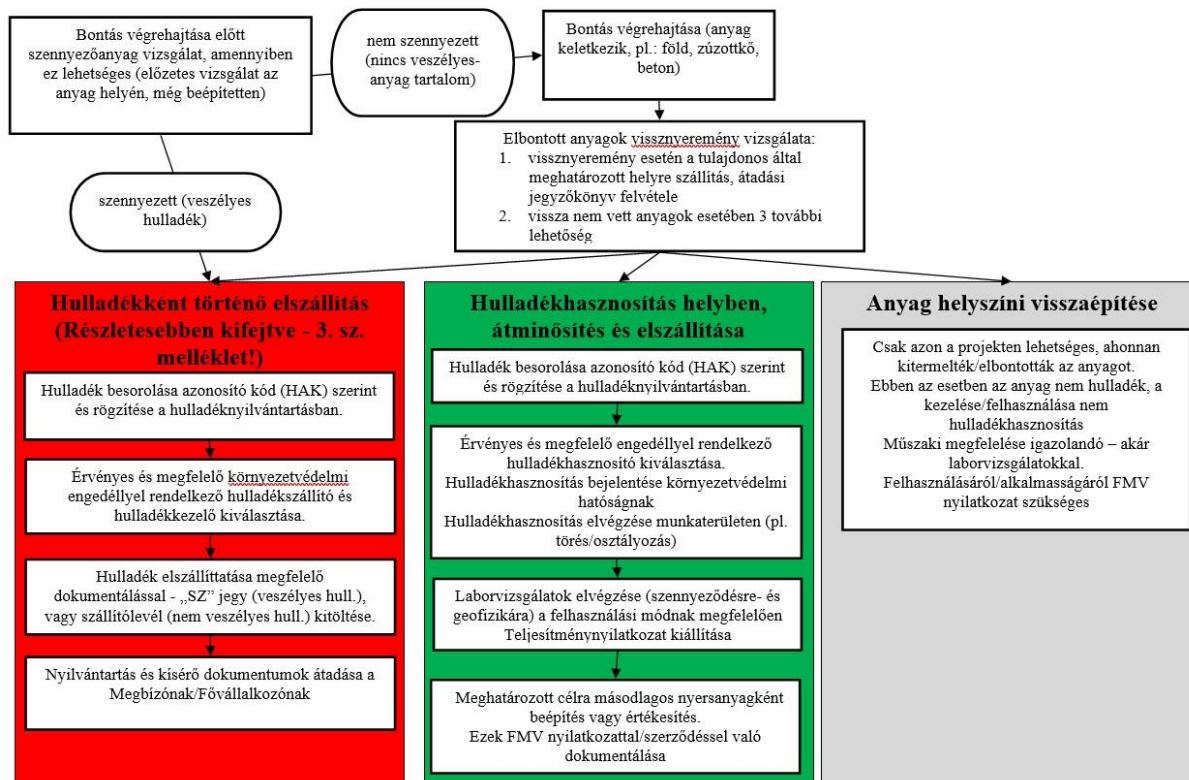 Bontás végrehajtása előtt
szennyezőanyag vizsgálat, amennyiben
ez lehetséges (előzetes vizsgálat az
anyag helyén, még beépítetten)
nem szennyezett
(nincs veszélyes-
anyag tartalom)
Bontás végrehajtása (anyag
keletkezik, pl.: föld, zúzottkő,
beton)
Elbontott anyagok vissznyeremény vizsgálata:
1. vissznyeremény esetén a tulajdonos által
meghatározott helyre szállítás, átadási
jegyzőkönyv felvétele
2. vissza nem vett anyagok esetében 3 további
lehetőség
szennyezett (veszélyes
hulladék)
Hulladékként történő elszállítás
(Részletesebben kifejtve - 3. sz.
melléklet!)
Hulladék besorolása azonosító kód (HAK) szerint
és rögzítése a hulladéknyilvántartásban.
Érvényes és megfelelő környezetvédelmi
engedéllyel rendelkező hulladékszállító és
hulladékkezelő kiválasztása.
Hulladék elszállíttatása megfelelő
dokumentálással - „SZ” jegy (veszélyes hull.),
vagy szállítólevél (nem veszélyes hull.) kitöltése.
Nyilvántartás és kísérő dokumentumok átadása a
Megbízónak/Fővállalkozónak
Hulladékhasznosítás helyben,
átminősítés és elszállítása
Hulladék besorolása azonosító kód (HAK) szerint
és rögzítése a hulladéknyilvántartásban.
Érvényes és megfelelő engedéllyel rendelkező
hulladékhasznosító kiválasztása.
Hulladékhasznosítás bejelentése környezetvédelmi
hatóságnak
Hulladékhasznosítás elvégzése munkaterületen (pl.
törés/osztályozás)
Laborvizsgálatok elvégzése (szennyeződésre- és
geofizikára) a felhasználási módnak megfelelően
Teljesítménynyilatkozat kiállítása
Meghatározott célra másodlagos nyersanyagként
beépítés vagy értékesítés.
Ezek FMV nyilatkozattal/szerződéssel való
dokumentálása
Anyag helyszíni visszaépítése
Csak azon a projekten lehetséges, ahonnan
kitermelték/elbontották az anyagot.
Ebben az esetben az anyag nem hulladék, a
kezelése/felhasználása nem
hulladékhasznosítás
Műszaki megfelelése igazolandó – akár
laborvizsgálatokkal.
Felhasználásáról/alkalmasságáról FMV
nyilatkozat szükséges